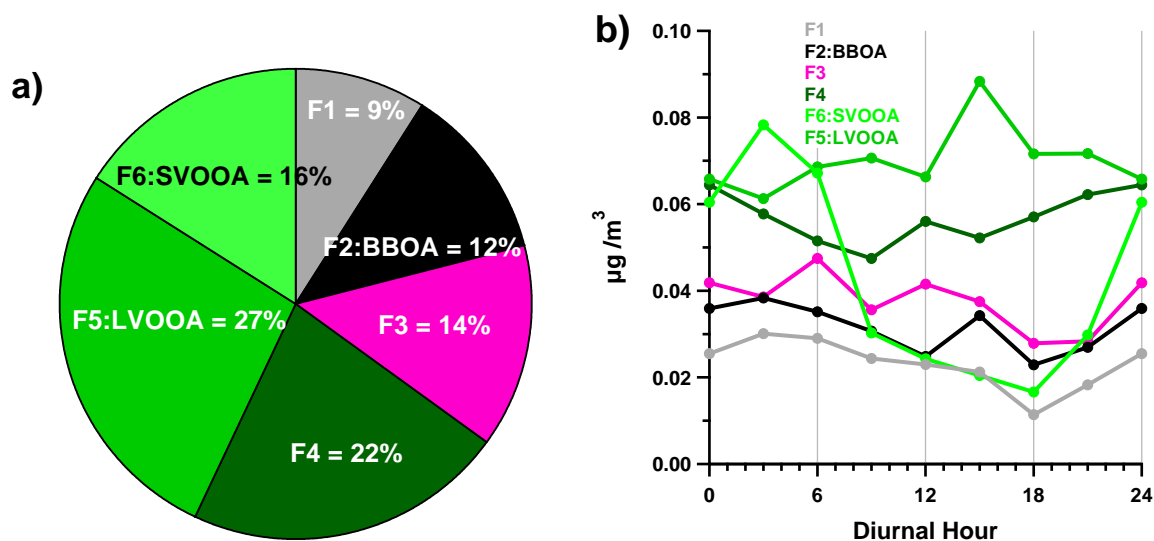 a)
F1 = 9%
F6:SVOOA = 16%
F2:BBOA = 12%
F5:LVOOA = 27%
F3 = 14%
F4 = 22%
b)
F1
F2:BBOA
F3
F4
F6:SVOOA
F5:LVOOA
0.10
0.08
0.06
0.04
0.02
0.00
µg /m³
0
6
12
18
24
Diurnal Hour